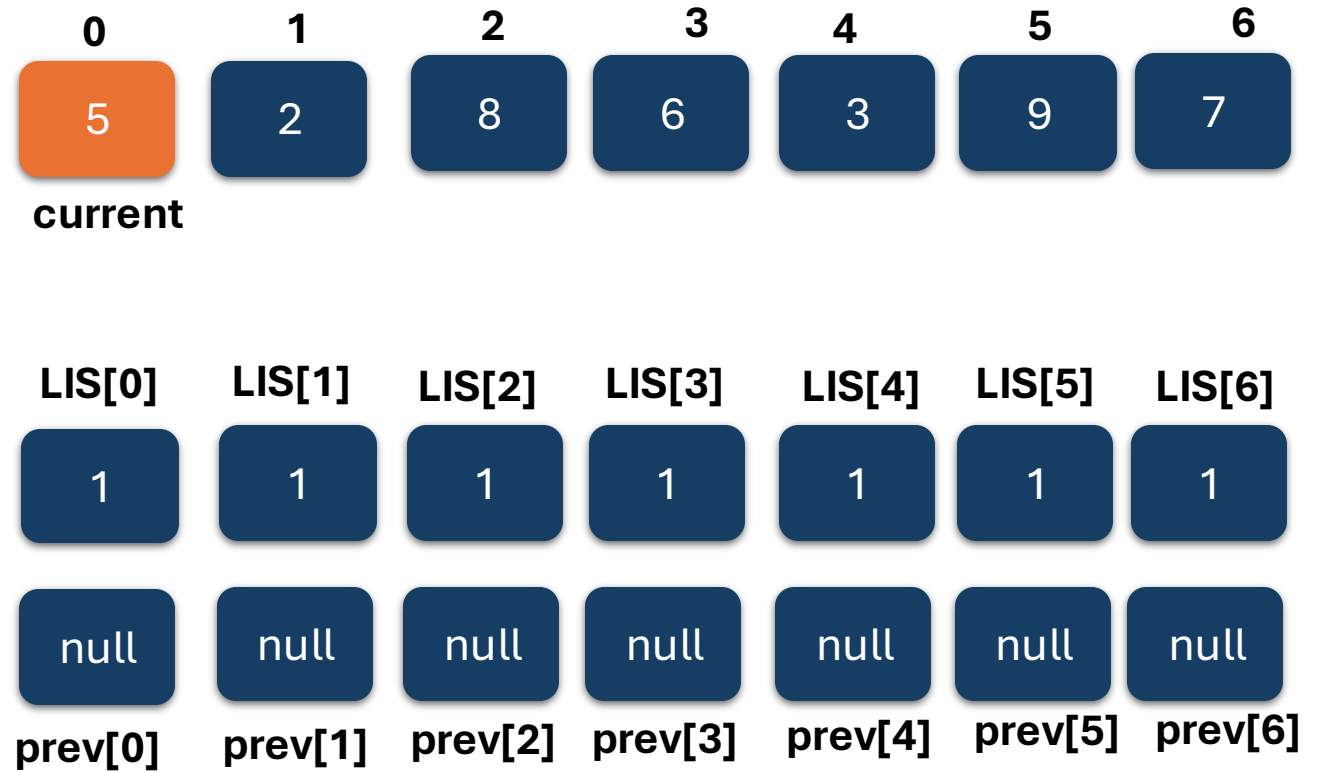 0 1 2 3 4 5 6
5 2 8 6 3 9 7
current
LIS[0] LIS[1] LIS[2] LIS[3] LIS[4] LIS[5] LIS[6]
1 1 1 1 1 1 1
null null null null null null null
prev[0] prev[1] prev[2] prev[3] prev[4] prev[5] prev[6]